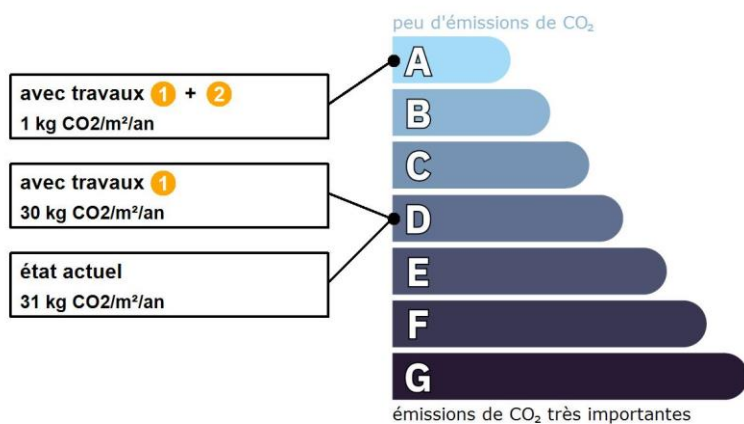 peu d'émissions de CO₂
A
avec travaux 1 + 2
1 kg CO2/m²/an
B
C
avec travaux 1
30 kg CO2/m²/an
D
état actuel
31 kg CO2/m²/an
E
F
G
émissions de CO₂ très importantes